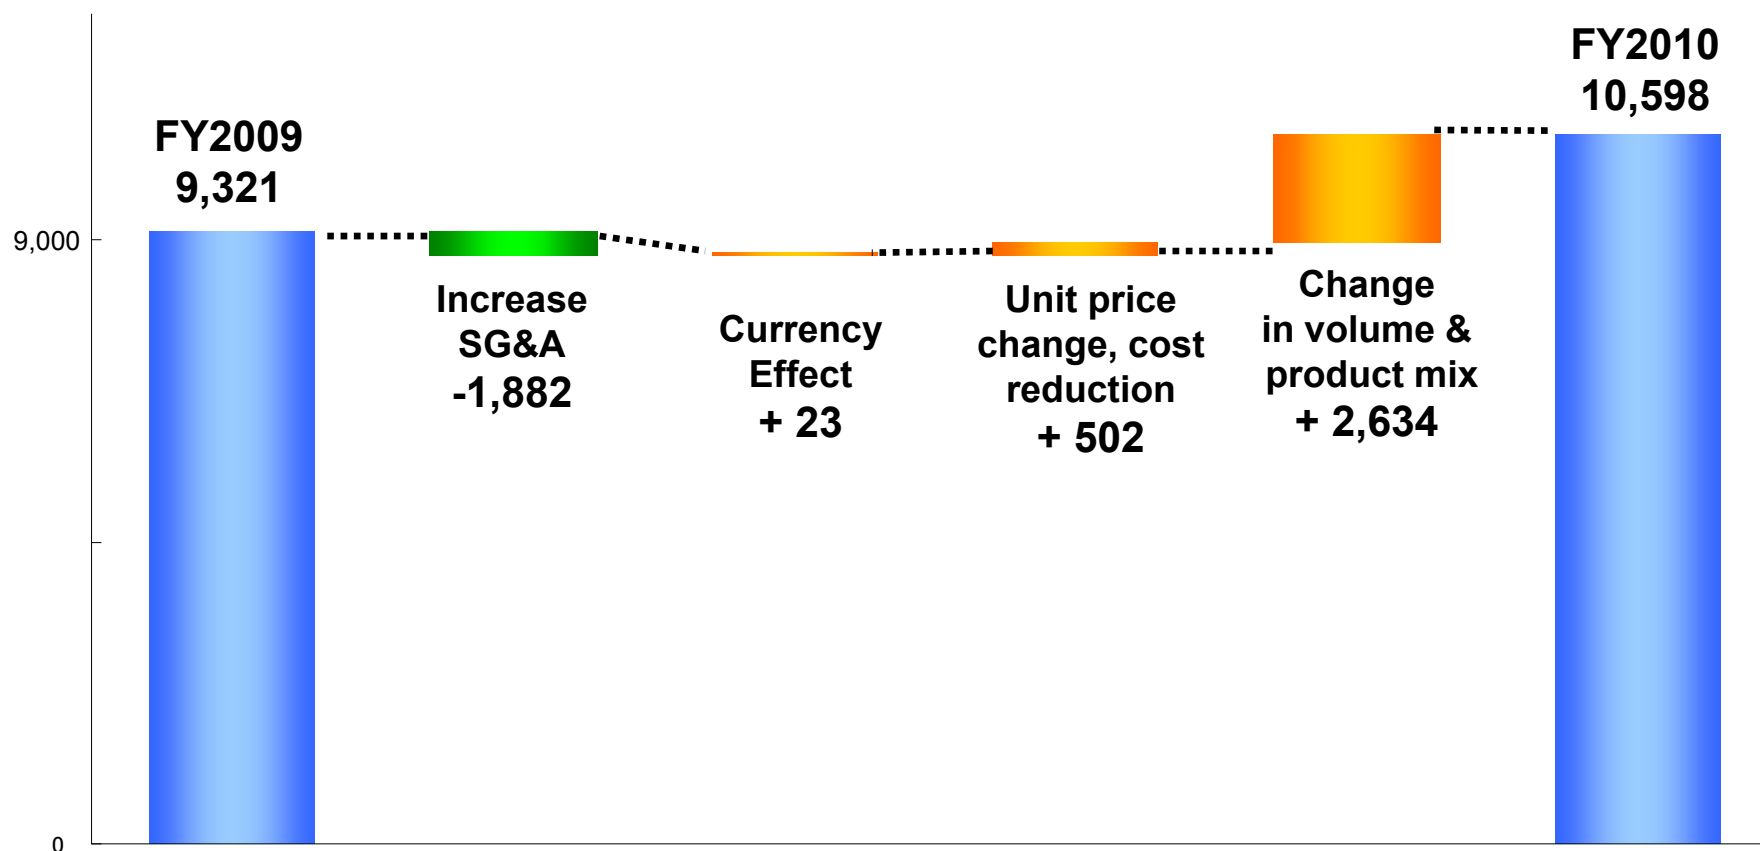 FY2009
9,321
9,000
0
Increase
SG&A
-1,882
Currency
Effect
+ 23
Unit price
change, cost
reduction
+ 502
Change
in volume &
product mix
+ 2,634
FY2010
10,598